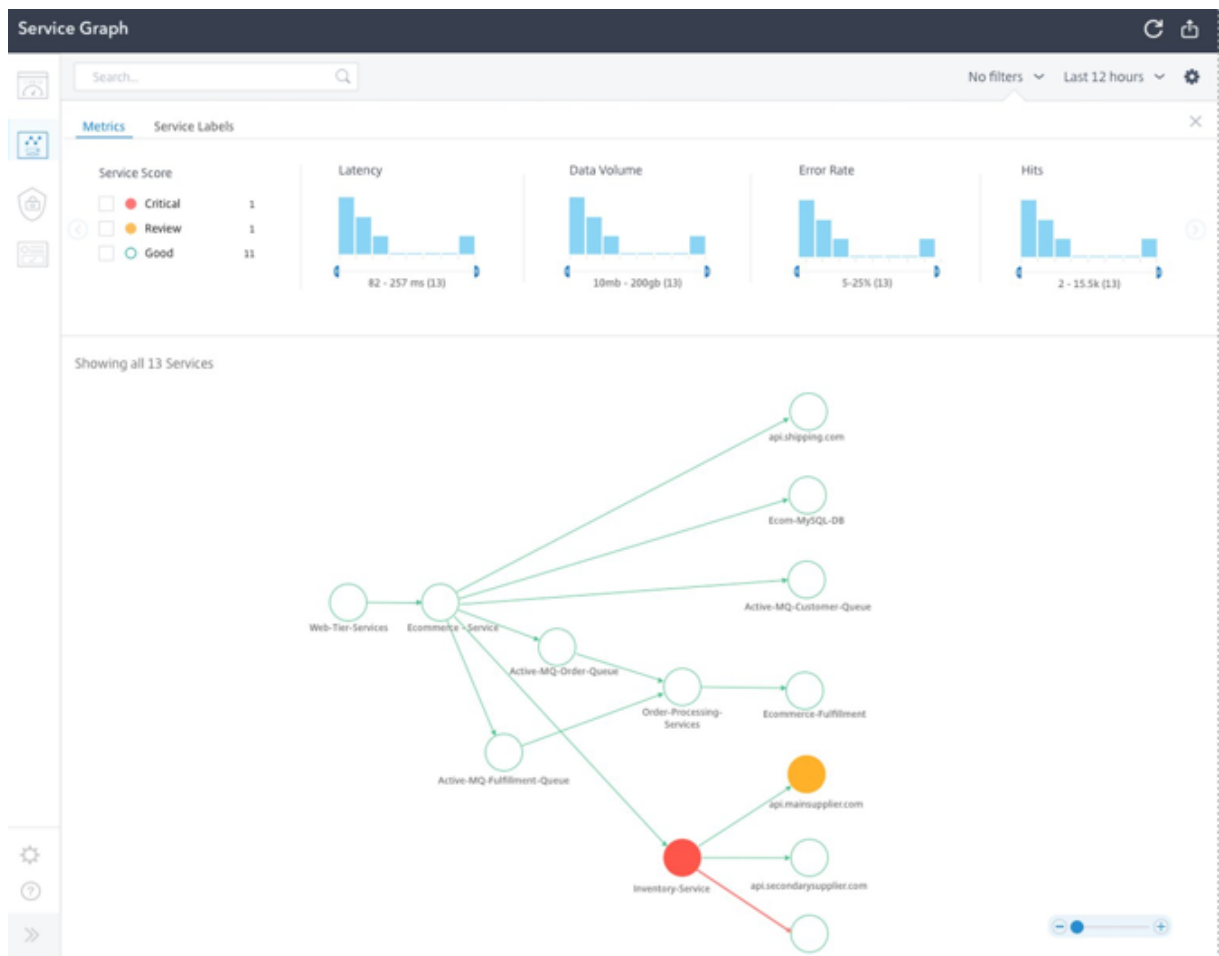 Service Graph
Search...
No filters
Last 12 hours
Metrics
Service Labels
Service Score
Critical 1
Review 1
Good 11
Latency
82 - 257 ms (13)
Data Volume
10mb - 200gb (13)
Error Rate
5-25% (13)
Hits
2 - 15.5k (13)
Showing all 13 Services
api.shipping.com
Ecom-MySQL-DB
Active-MQ-Customer-Queue
Web-Tier-Services
Ecommerce - Service
Active-MQ-Order-Queue
Order-Processing-
Services
Ecommerce-Fulfillment
Active-MQ-Fulfillment-Queue
api.mainsupplier.com
Inventory-Service
api.secondarysupplier.com
?